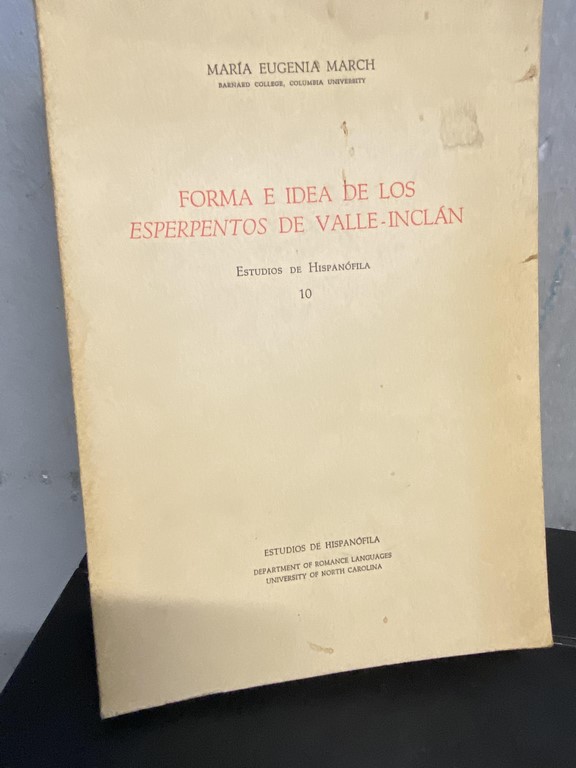 MARÍA EUGENIA MARCH
BARNARD COLLEGE, COLUMBIA UNIVERSITY
FORMA E IDEA DE LOS
ESPERPENTOS DE VALLE-INCLÁN
ESTUDIOS DE HISPANÓFILA
10
ESTUDIOS DE HISPANÓFILA
DEPARTMENT OF ROMANCE LANGUAGES
UNIVERSITY OF NORTH CAROLINA